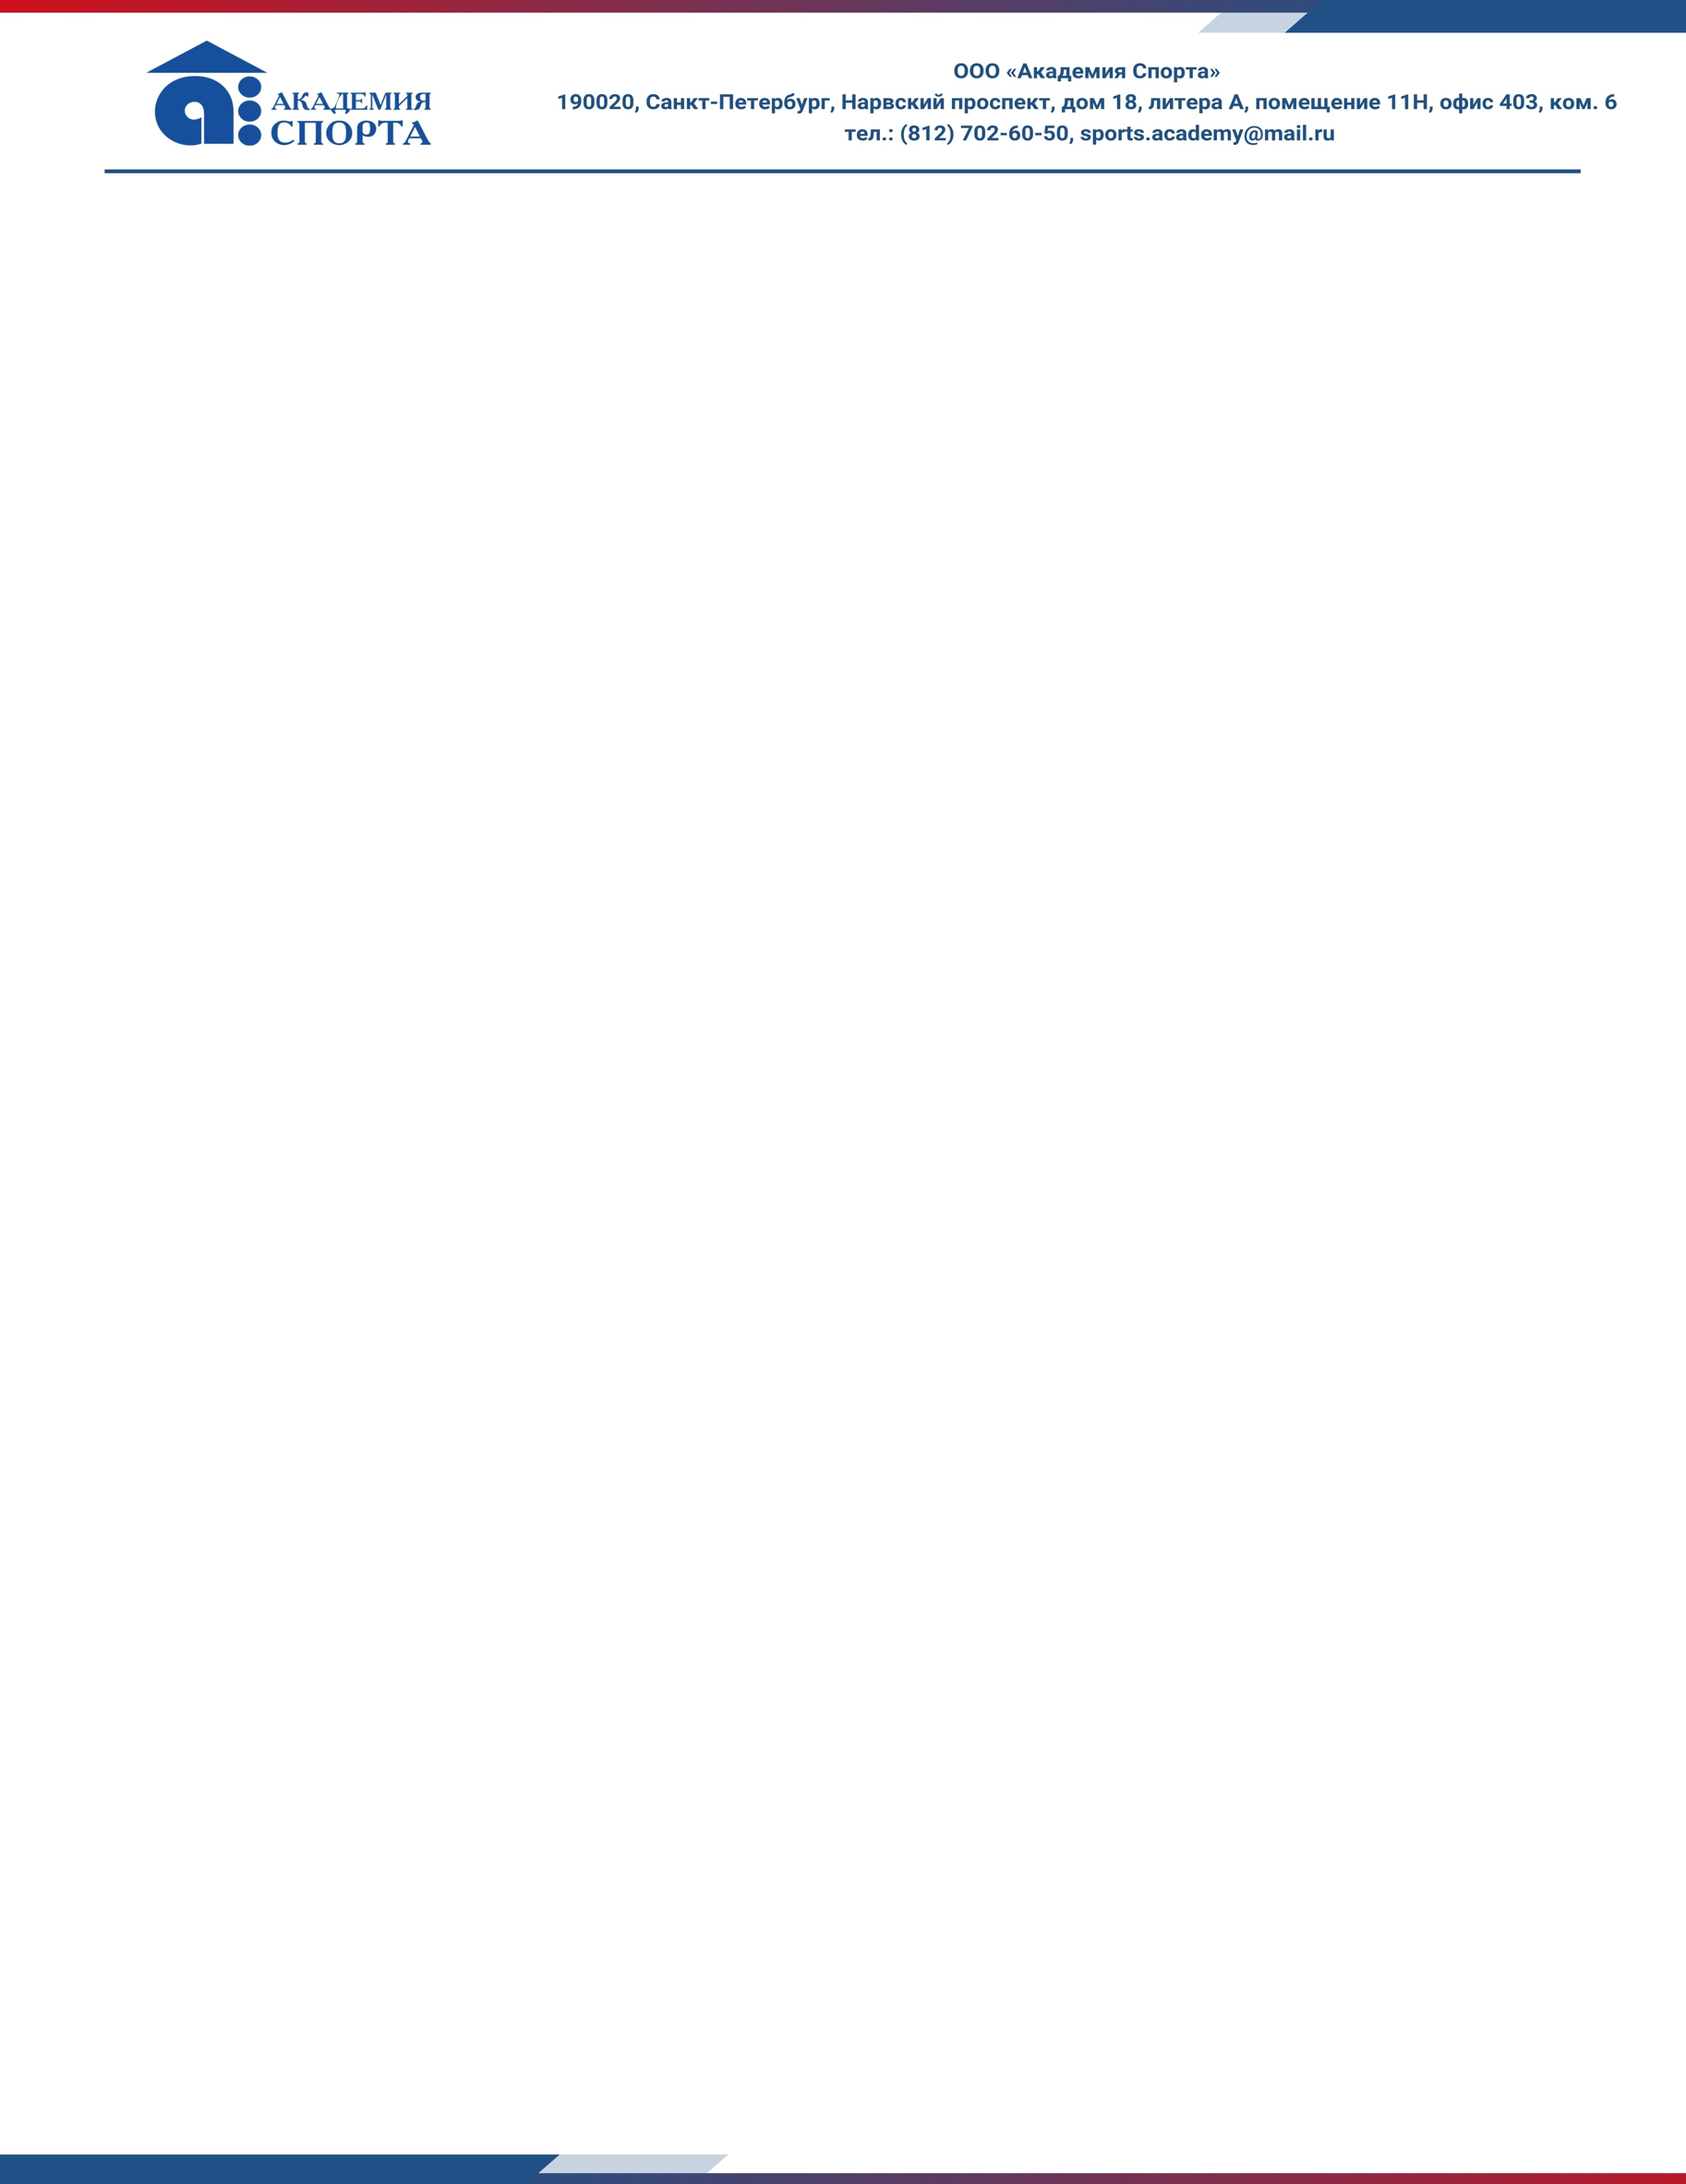 АКАДЕМИЯ
СПОРТА
ООО «Академия Спорта»
190020, Санкт-Петербург, Нарвский проспект, дом 18, литера А, помещение 11Н, офис 403, ком. 6
тел.: (812) 702-60-50, sports.academy@mail.ru